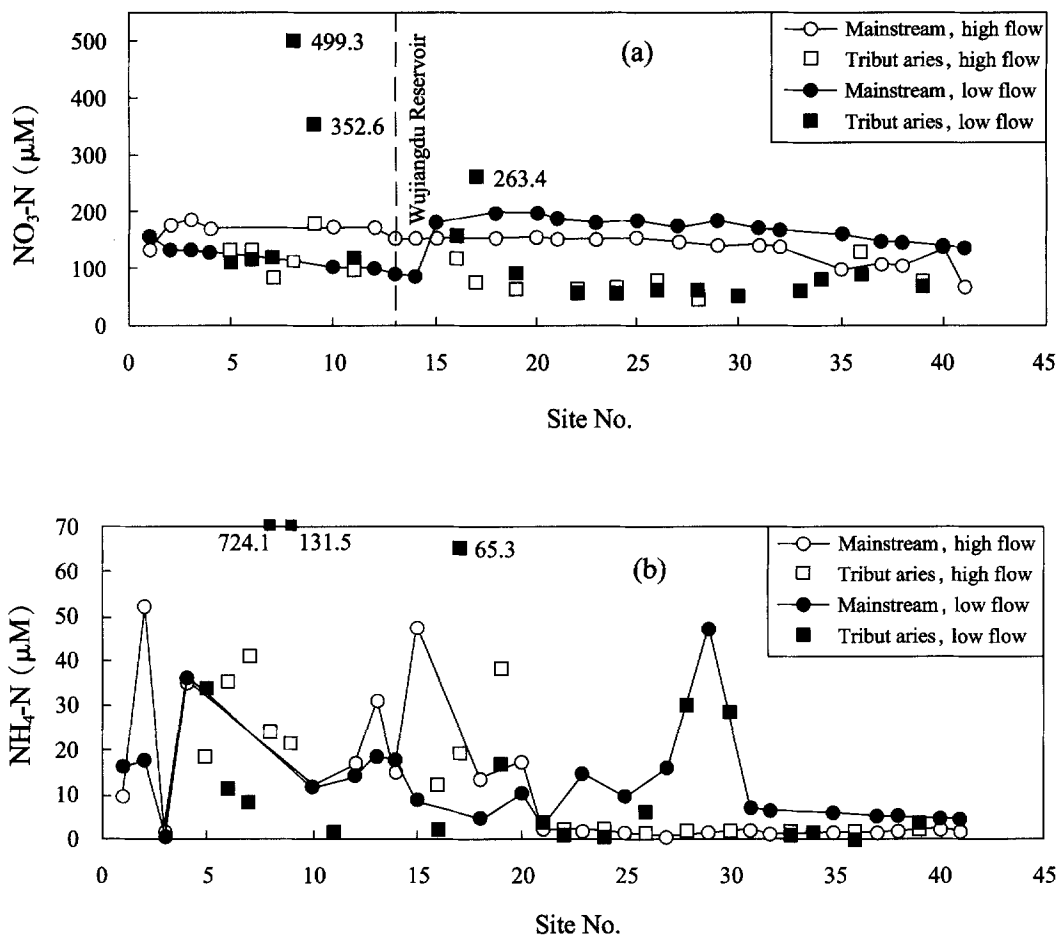 500
400
300
200
100
0
NO₃-N (μM)
499.3
352.6
263.4
Wujiangdu Reservoir
(a)
Mainstream, high flow
Tribut aries, high flow
Mainstream, low flow
Tribut aries, low flow
0 5 10 15 20 25 30 35 40 45
Site No.
70
60
50
40
30
20
10
0
NH₄-N (μM)
724.1 131.5 65.3
(b)
Mainstream, high flow
Tribut aries, high flow
Mainstream, low flow
Tribut aries, low flow
0 5 10 15 20 25 30 35 40 45
Site No.